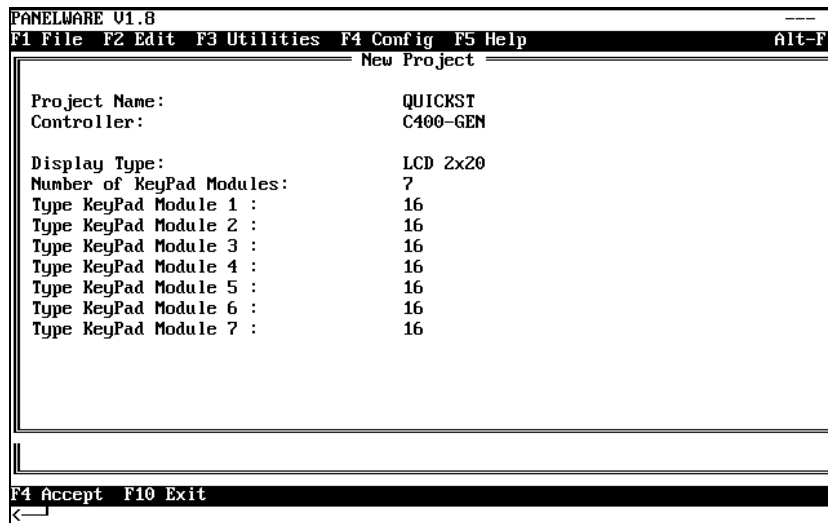 PANELWARE V1.8 ---
F1 File F2 Edit F3 Utilities F4 Config F5 Help Alt-F
New Project
Project Name: QUICKST
Controller: C400-GEN
Display Type: LCD 2x20
Number of KeyPad Modules: 7
Type KeyPad Module 1 : 16
Type KeyPad Module 2 : 16
Type KeyPad Module 3 : 16
Type KeyPad Module 4 : 16
Type KeyPad Module 5 : 16
Type KeyPad Module 6 : 16
Type KeyPad Module 7 : 16
F4 Accept F10 Exit